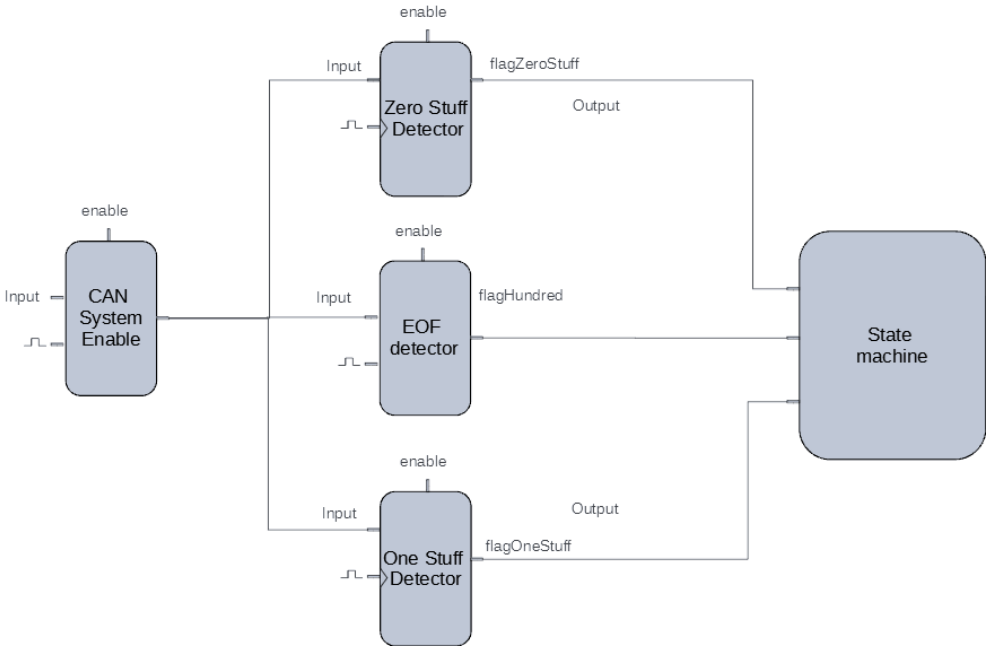 enable
Input
flagZeroStuff
Zero Stuff
Detector
Output
enable
Input
CAN
System
Enable
enable
Input
flagHundred
EOF
detector
State
machine
enable
Input
Output
flagOneStuff
One Stuff
Detector